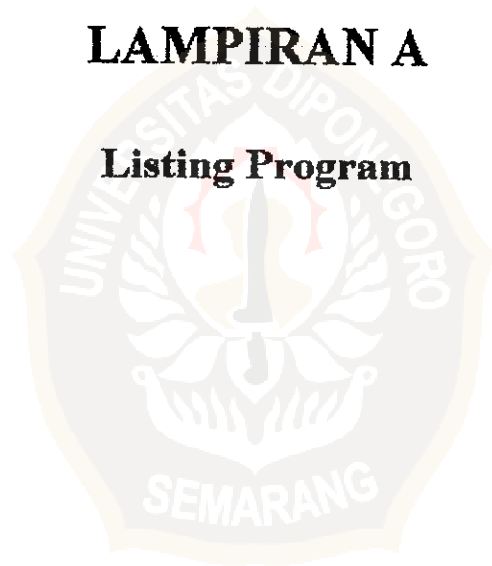 LAMPIRAN A
Listing Program
UNIVERSITAS DIPONEGORO
SEMARANG